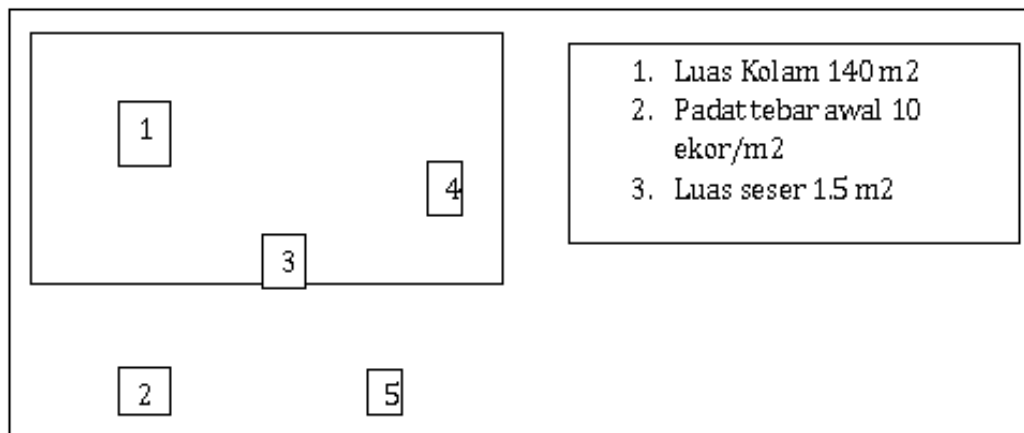 1
4
3
2
5
1. Luas Kolam 140 m2
2. Padat tebar awal 10
ekor/m2
3. Luas seser 1.5 m2